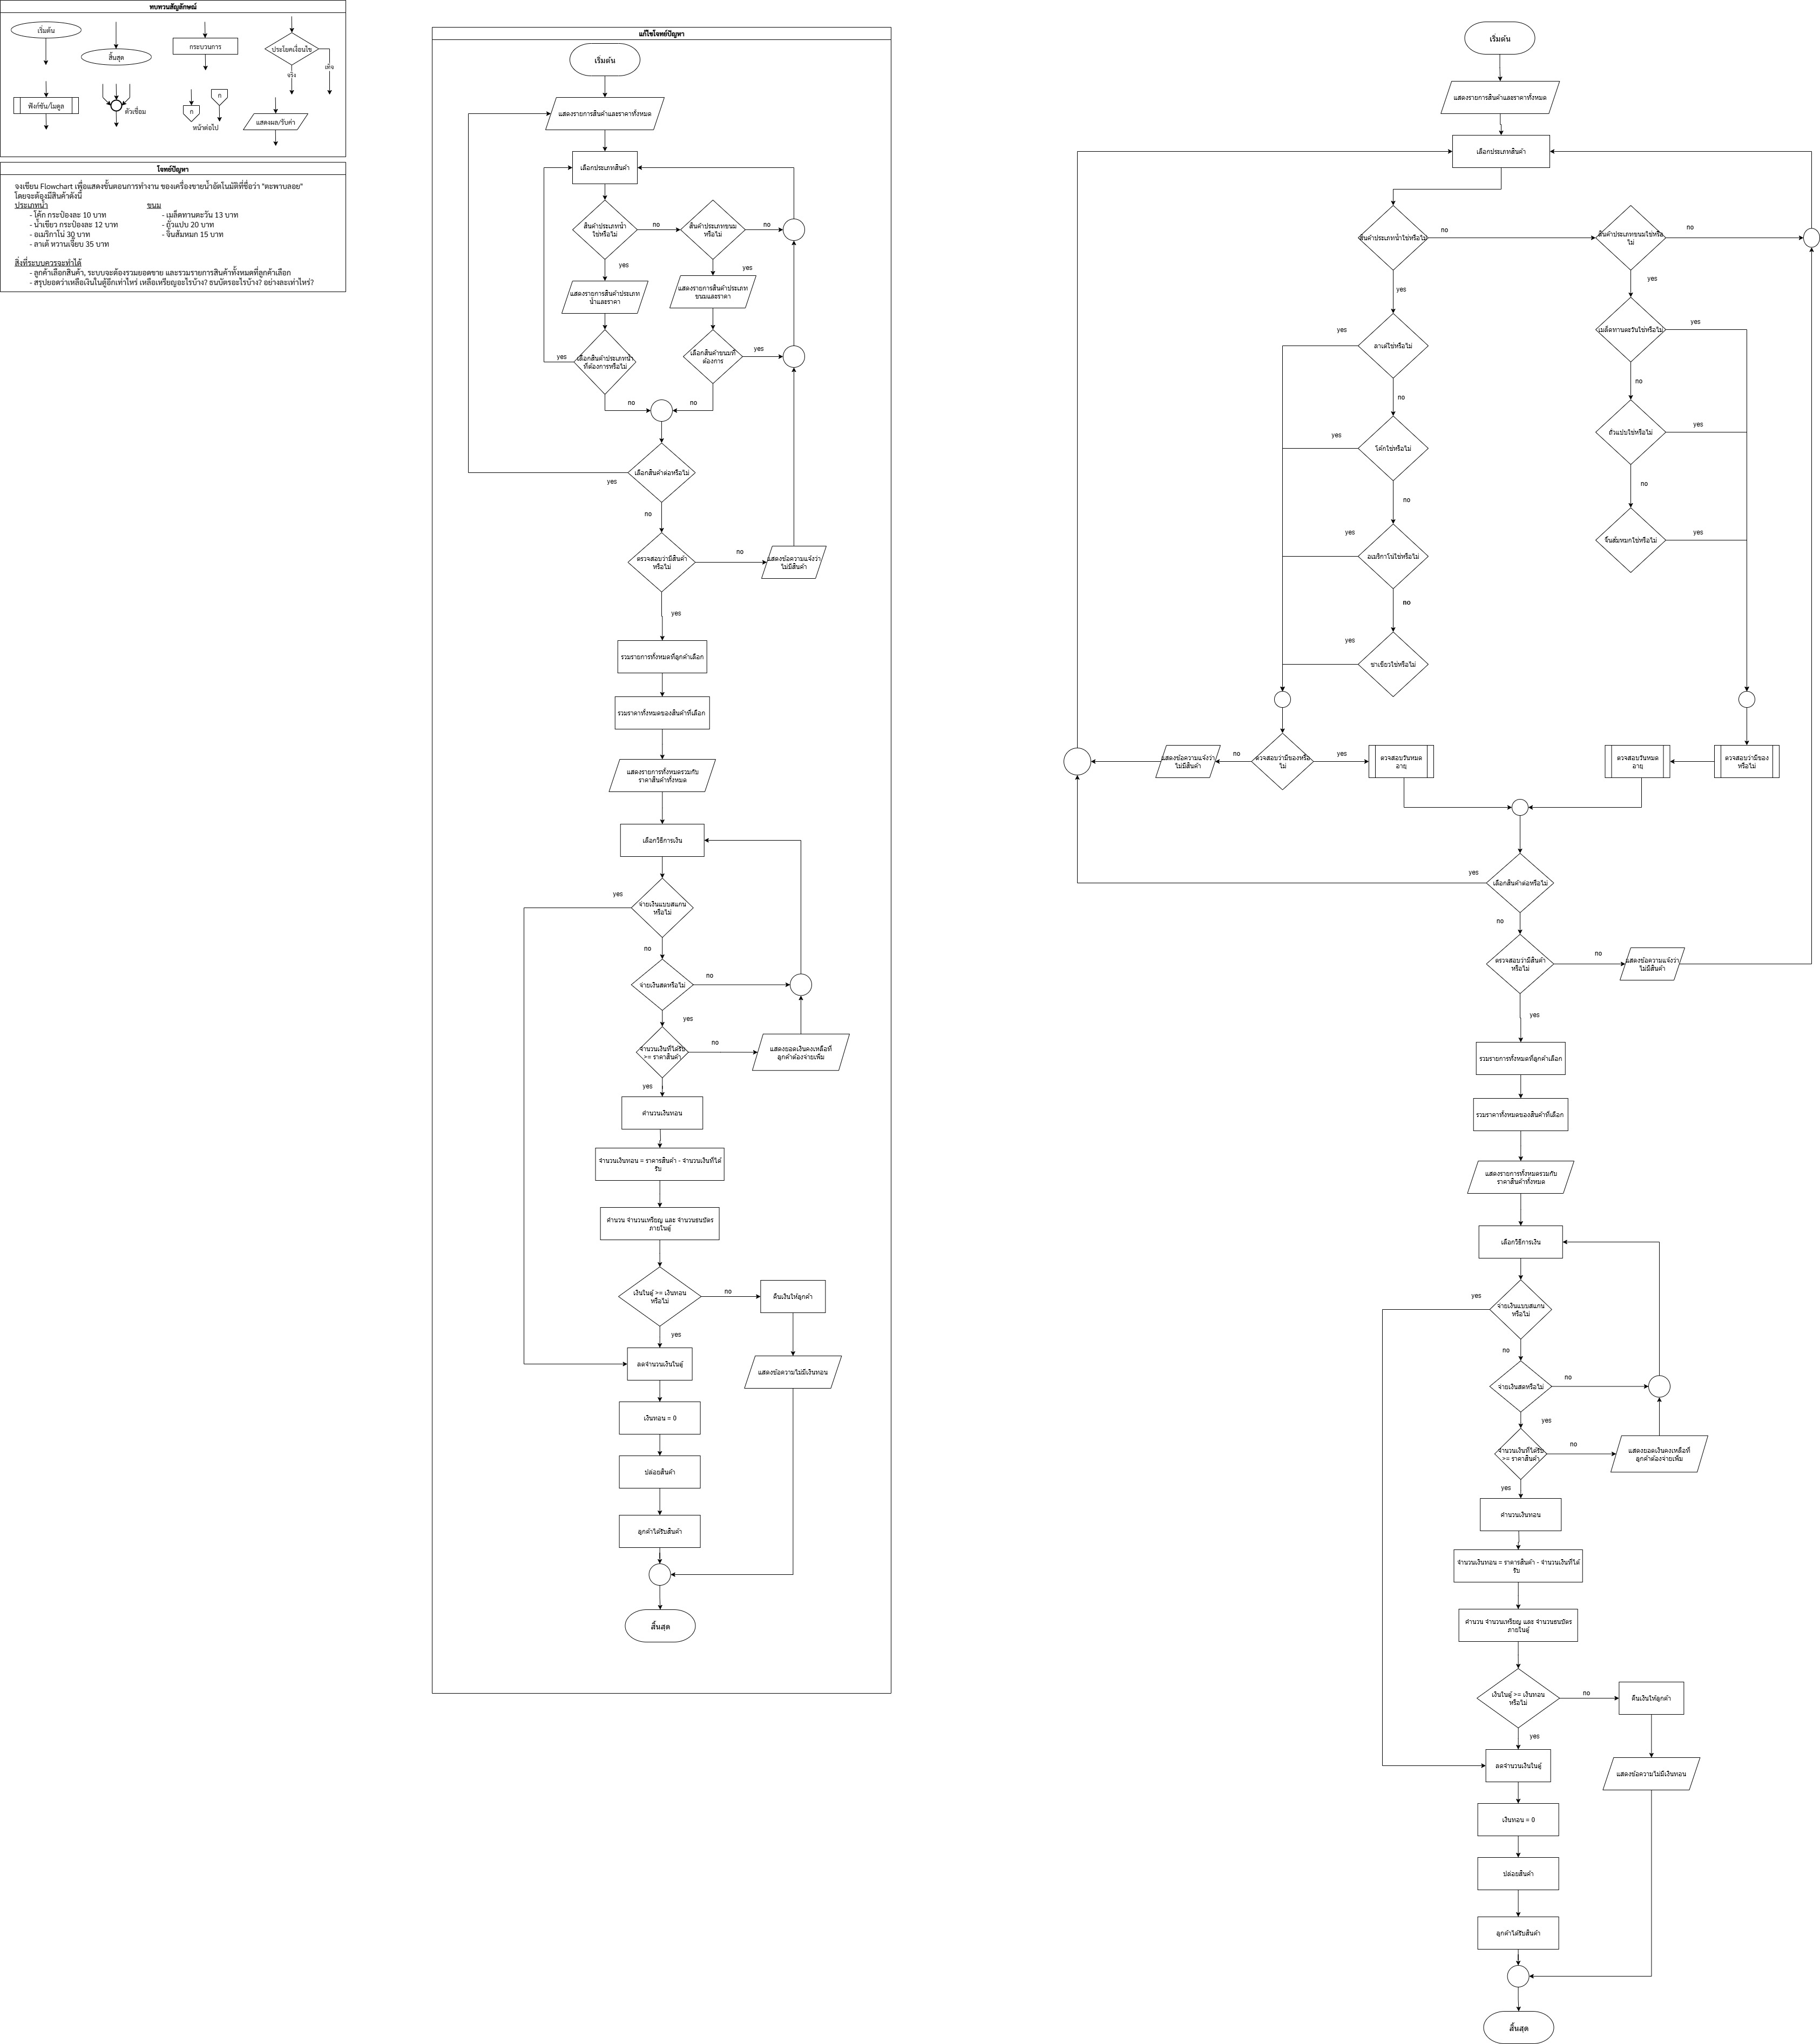 ทบทวนสัญลักษณ์
เริ่มต้น
สิ้นสุด
กระบวนการ
ประโยคเงื่อนไข
จริง
เท็จ
ฟังก์ชัน/โมดูล
ตัวเชื่อม
n
n
หน้าต่อไป
แสดงผล/รับค่า
โจทย์ปัญหา
จงเขียน Flowchart เพื่อแสดงขั้นตอนการทำงาน ของเครื่องขายน้ำอัตโนมัติที่ชื่อว่า "ตะพาบลอย"
โดยจะต้องมีสินค้าดังนี้
ประเภทน้ำ ขนม
- โค้ก กระป๋องละ 10 บาท - เมล็ดทานตะวัน 13 บาท
- น้ำเขียว กระป๋องละ 12 บาท - ถั่วแปบ 20 บาท
- อเมริกาโน่ 30 บาท - จิ้นส้มหมก 15 บาท
- ลาเต้ หวานเจี๊ยบ 35 บาท
สิ่งที่ระบบควรจะทำได้
- ลูกค้าเลือกสินค้า, ระบบจะต้องรวมยอดขาย และรวมรายการสินค้าทั้งหมดที่ลูกค้าเลือก
- สรุปยอดว่าเหลือเงินในตู้อีกเท่าไหร่ เหลือเหรียญอะไรบ้าง? ธนบัตรอะไรบ้าง? อย่างละเท่าไหร่?
แก้ไขโจทย์ปัญหา
เริ่มต้น
แสดงรายการสินค้าและราคาทั้งหมด
เลือกประเภทสินค้า
สินค้าประเภทน้ำ
ใช่หรือไม่
no
สินค้าประเภทขนม
หรือไม่
no
yes
yes
แสดงรายการสินค้าประเภท
น้ำและราคา
แสดงรายการสินค้าประเภท
ขนมและราคา
yes
เลือกสินค้าประเภทน้ำ
ที่ต้องการหรือไม่
เลือกสินค้าขนมที่
ต้องการ
yes
no
no
เลือกสินค้าต่อหรือไม่
yes
no
ตรวจสอบว่ามีสินค้า
หรือไม่
no
แสดงข้อความแจ้งว่า
ไม่มีสินค้า
yes
รวมรายการทั้งหมดที่ลูกค้าเลือก
รวมราคาทั้งหมดของสินค้าที่เลือก
แสดงรายการทั้งหมดรวมกับ
ราคาสินค้าทั้งหมด
เลือกวิธีการเงิน
yes
จ่ายเงินแบบสแกน
หรือไม่
no
จ่ายเงินสดหรือไม่
no
yes
จำนวนเงินที่ได้รับ
>= ราคาสินค้า
no
แสดงยอดเงินคงเหลือที่
ลูกค้าต้องจ่ายเพิ่ม
yes
คำนวนเงินทอน
จำนวนเงินทอน = ราคารสินค้า - จำนวนเงินที่ได้
รับ
คำนวน จำนวนเหรียญ และ จำนวนธนบัตร
ภายในตู้
เงินในตู้ >= เงินทอน
หรือไม่
no
คืนเงินให้ลูกค้า
yes
ลดจำนวนเงินในตู้
แสดงข้อความไม่มีเงินทอน
เงินทอน = 0
ปล่อยสินค้า
ลูกค้าได้รับสินค้า
สิ้นสุด
เริ่มต้น
แสดงรายการสินค้าและราคาทั้งหมด
เลือกประเภทสินค้า
สินค้าประเภทน้ำใช่หรือไม่
no
สินค้าประเภทขนมใช่หรือ
ไม่
no
yes
yes
yes
ลาเต้ใช่หรือไม่
เมล็ดทานตะวันใช่หรือไม่
yes
no
no
yes
โค้กใช่หรือไม่
ถัวแปบใช่หรือไม่
yes
no
no
yes
อเมริกาโนใช่หรือไม่
จิ้นส้มหมกใช่หรือไม่
yes
no
yes
ชาเขียวใช่หรือไม่
แสดงข้อความแจ้งว่า
ไม่มีสินค้า
no
ตวจสอบว่ามีของหรือ
ไม่
yes
ตวจสอบวันหมด
อายุ
ตวจสอบวันหมด
อายุ
ตวจสอบว่ามีของ
หรือไม่
yes
เลือกสินค้าต่อหรือไม่
no
ตรวจสอบว่ามีสินค้า
หรือไม่
no
แสดงข้อความแจ้งว่า
ไม่มีสินค้า
yes
รวมรายการทั้งหมดที่ลูกค้าเลือก
รวมราคาทั้งหมดของสินค้าที่เลือก
แสดงรายการทั้งหมดรวมกับ
ราคาสินค้าทั้งหมด
เลือกวิธีการเงิน
yes
จ่ายเงินแบบสแกน
หรือไม่
no
จ่ายเงินสดหรือไม่
no
yes
จำนวนเงินที่ได้รับ
>= ราคาสินค้า
no
แสดงยอดเงินคงเหลือที่
ลูกค้าต้องจ่ายเพิ่ม
yes
คำนวนเงินทอน
จำนวนเงินทอน = ราคารสินค้า - จำนวนเงินที่ได้
รับ
คำนวน จำนวนเหรียญ และ จำนวนธนบัตร
ภายในตู้
เงินในตู้ >= เงินทอน
หรือไม่
no
คืนเงินให้ลูกค้า
yes
ลดจำนวนเงินในตู้
แสดงข้อความไม่มีเงินทอน
เงินทอน = 0
ปล่อยสินค้า
ลูกค้าได้รับสินค้า
สิ้นสุด